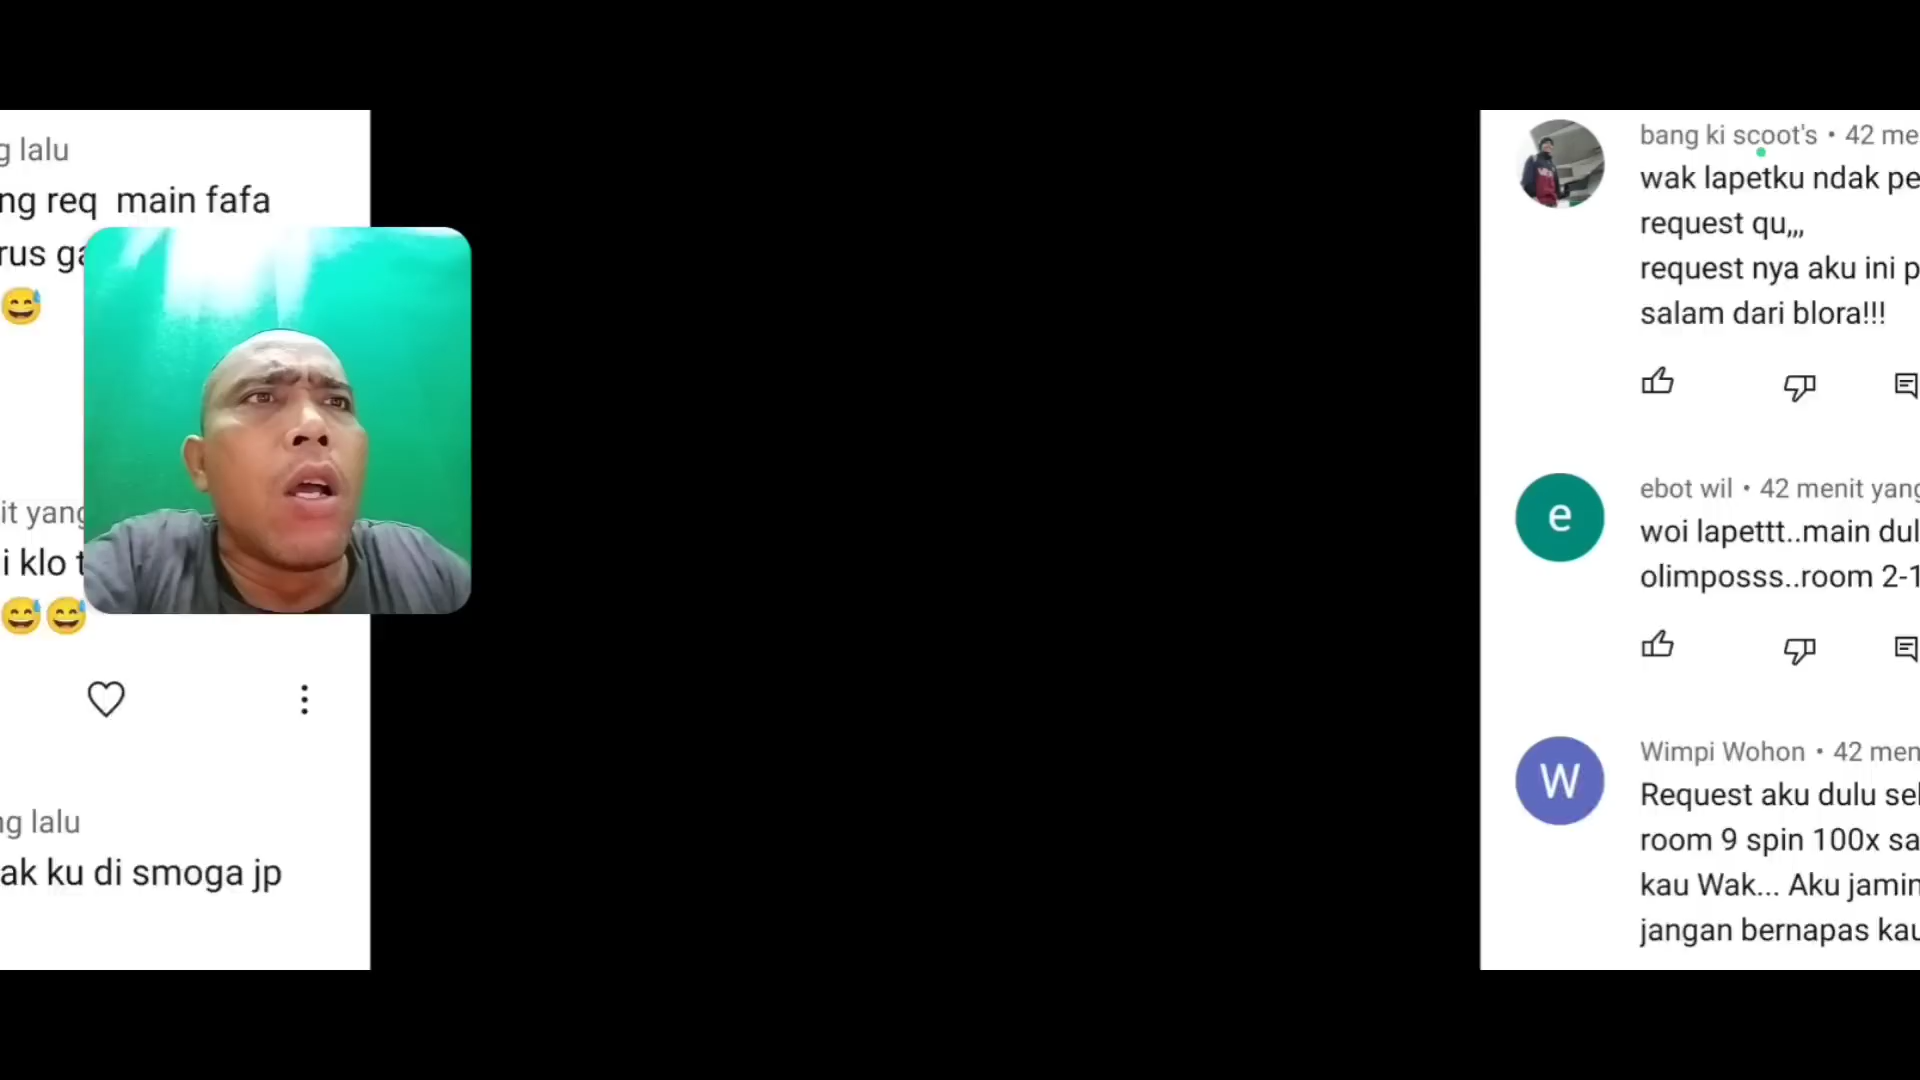 g lalu
ng req main fafa
rus ga
it yang
i klo t
ng lalu
ak ku di smoga jp
bang ki scoot's • 42 me
wak lapetku ndak pe
request qu,,,
request nya aku ini p
salam dari blora!!!
e
ebot wil • 42 menit yang
woi lapettt..main dul
olimposss..room 2-1
W
Wimpi Wohon • 42 men
Request aku dulu sel
room 9 spin 100x sa
kau Wak... Aku jamin
jangan bernapas kau